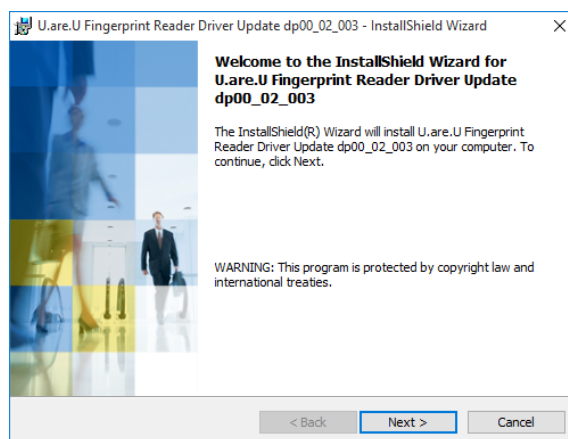 U.are.U Fingerprint Reader Driver Update dp00_02_003 - InstallShield Wizard
Welcome to the InstallShield Wizard for
U.are.U Fingerprint Reader Driver Update
dp00_02_003
The InstallShield(R) Wizard will install U.are.U Fingerprint
Reader Driver Update dp00_02_003 on your computer. To
continue, click Next.
WARNING: This program is protected by copyright law and
international treaties.
< Back
Next >
Cancel